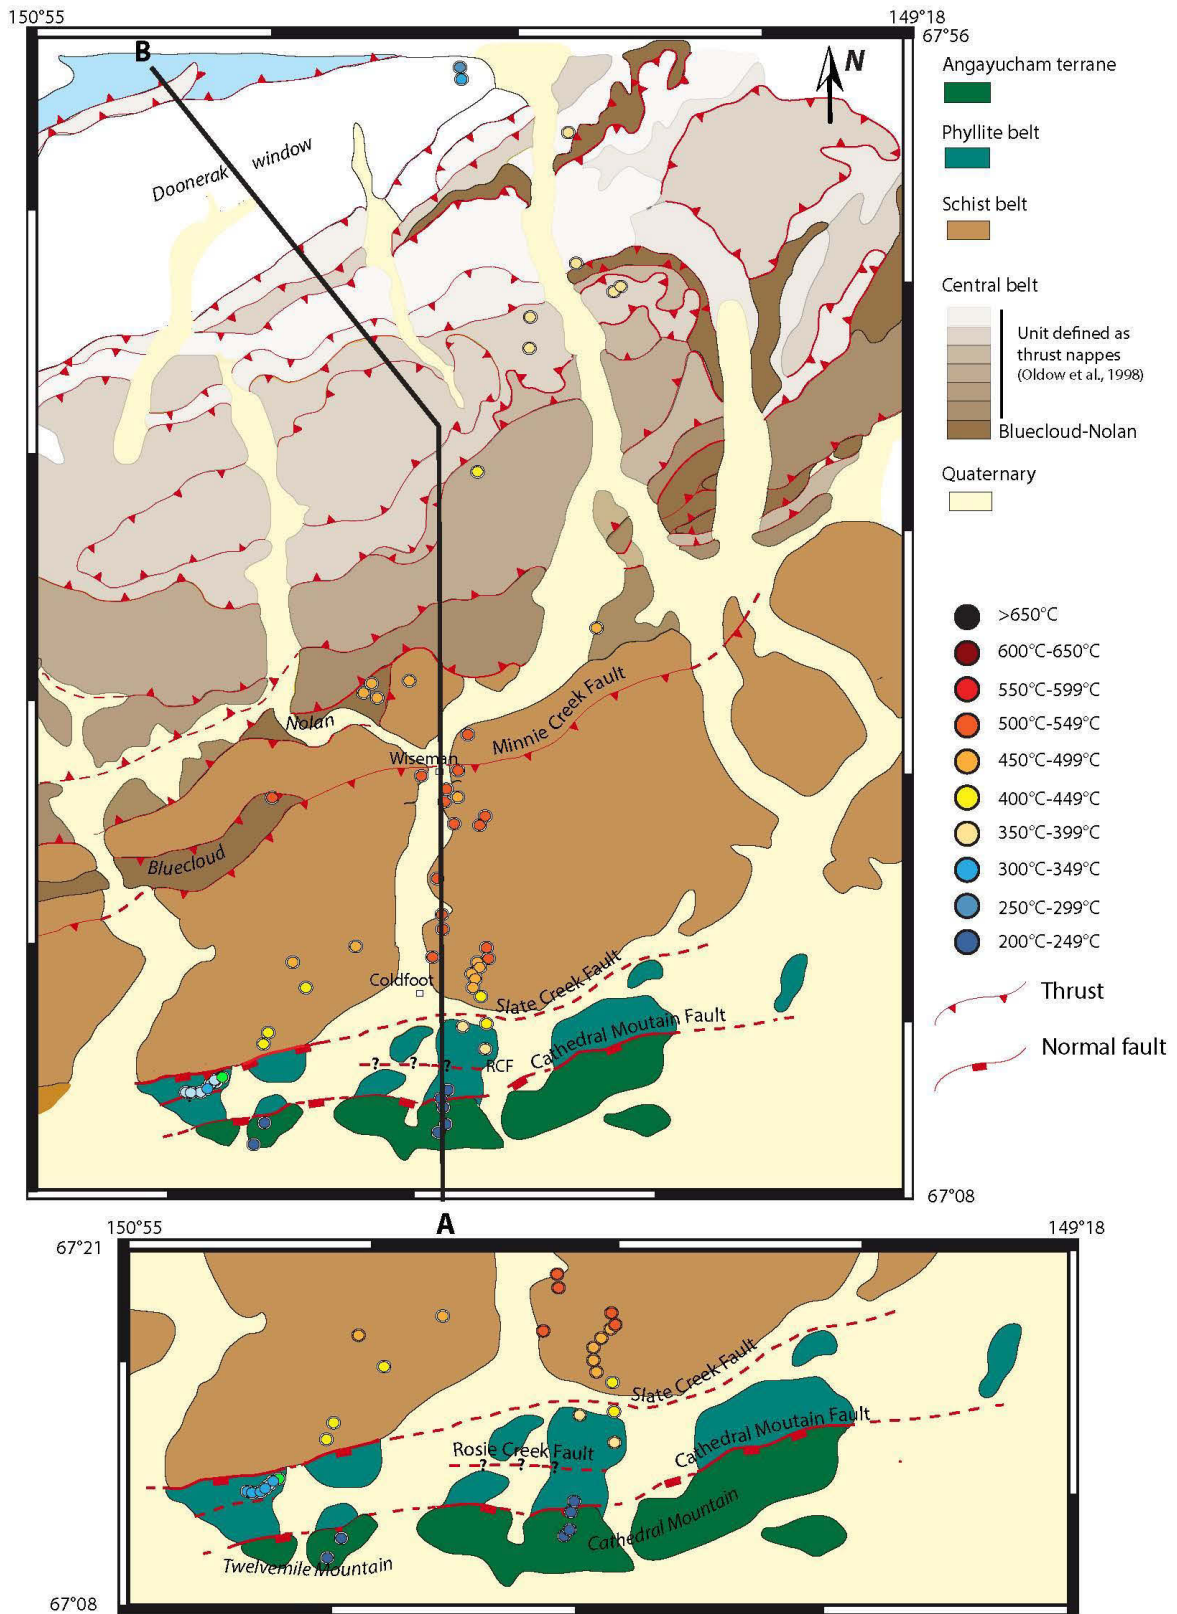 150°55
149°18
67°56
B
N
Doonerak window
Angayucham terrane
Phyllite belt
Schist belt
Central belt
Unit defined as
thrust nappes
(Oldow et al., 1998)
Bluecloud-Nolan
Quaternary
>650°C
600°C-650°C
550°C-599°C
500°C-549°C
450°C-499°C
400°C-449°C
350°C-399°C
300°C-349°C
250°C-299°C
200°C-249°C
Thrust
Normal fault
Nolan
Minnie Creek Fault
Wiseman
Bluecloud
Coldfoot
Slate Creek Fault
Cathedral Moutain Fault
? ? ?
RCF
67°08
A
150°55
149°18
67°21
Slate Creek Fault
Cathedral Moutain Fault
Rosie Creek Fault
? ? ?
Cathedral Mountain
Twelvemile Mountain
67°08